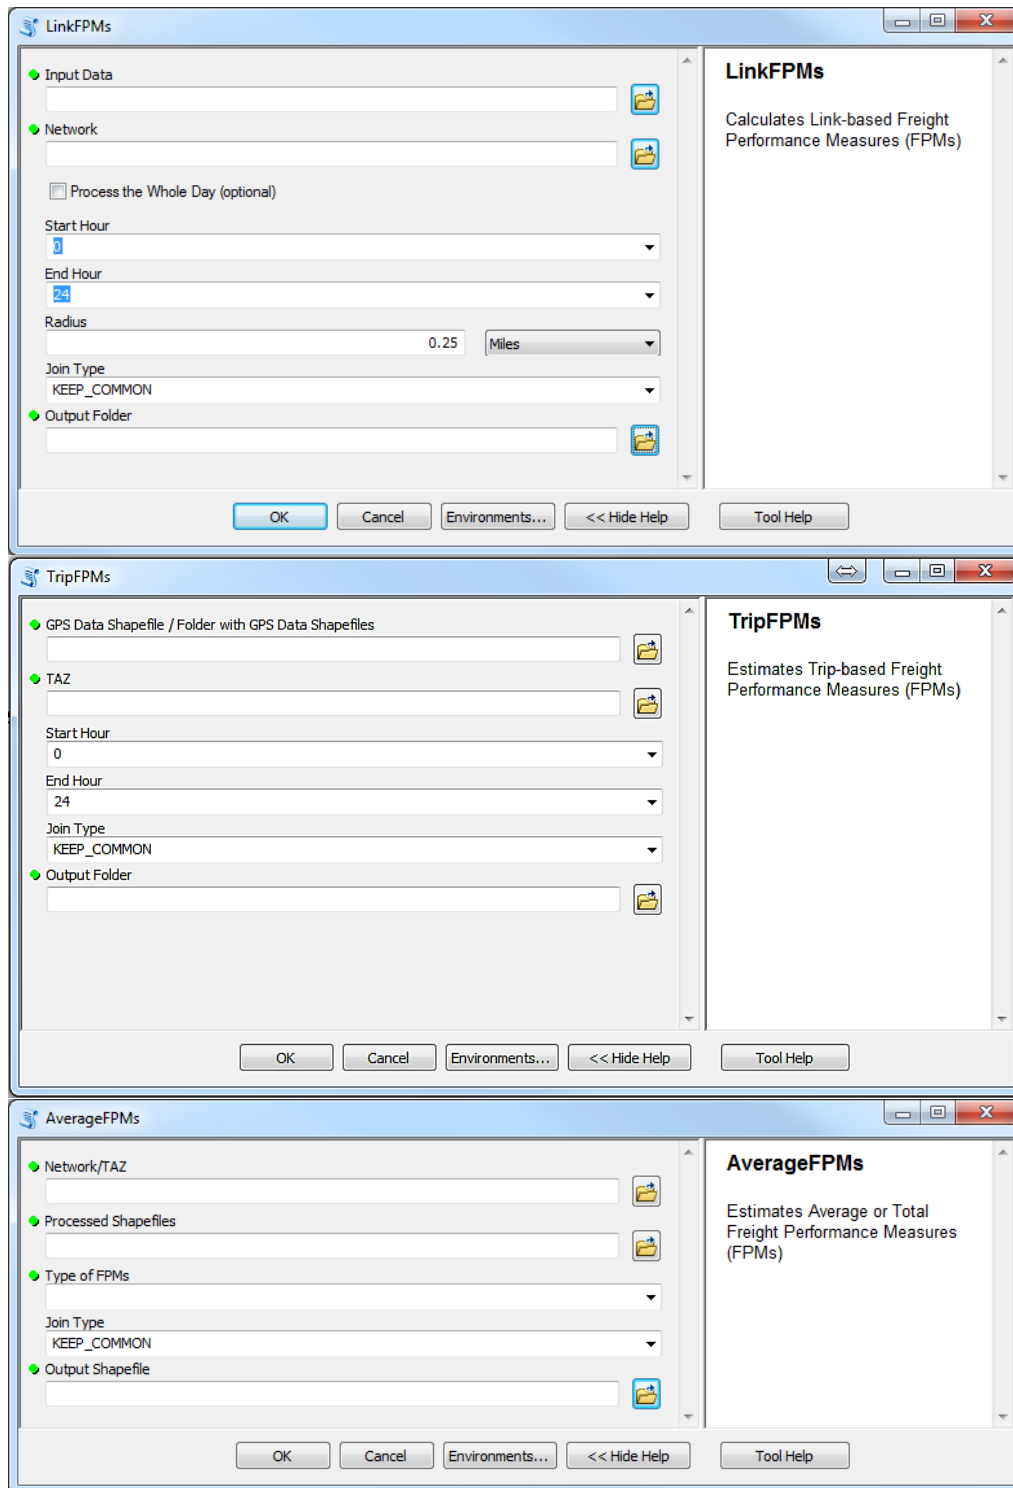 LinkFPMs
Input Data
Network
Process the Whole Day (optional)
Start Hour
0
End Hour
24
Radius
0.25 Miles
Join Type
KEEP_COMMON
Output Folder
OK Cancel Environments... << Hide Help Tool Help
LinkFPMs
Calculates Link-based Freight
Performance Measures (FPMs)
TripFPMs
GPS Data Shapefile / Folder with GPS Data Shapefiles
TAZ
Start Hour
0
End Hour
24
Join Type
KEEP_COMMON
Output Folder
OK Cancel Environments... << Hide Help Tool Help
TripFPMs
Estimates Trip-based Freight
Performance Measures (FPMs)
AverageFPMs
Network/TAZ
Processed Shapefiles
Type of FPMs
Join Type
KEEP_COMMON
Output Shapefile
OK Cancel Environments... << Hide Help Tool Help
AverageFPMs
Estimates Average or Total
Freight Performance Measures
(FPMs)